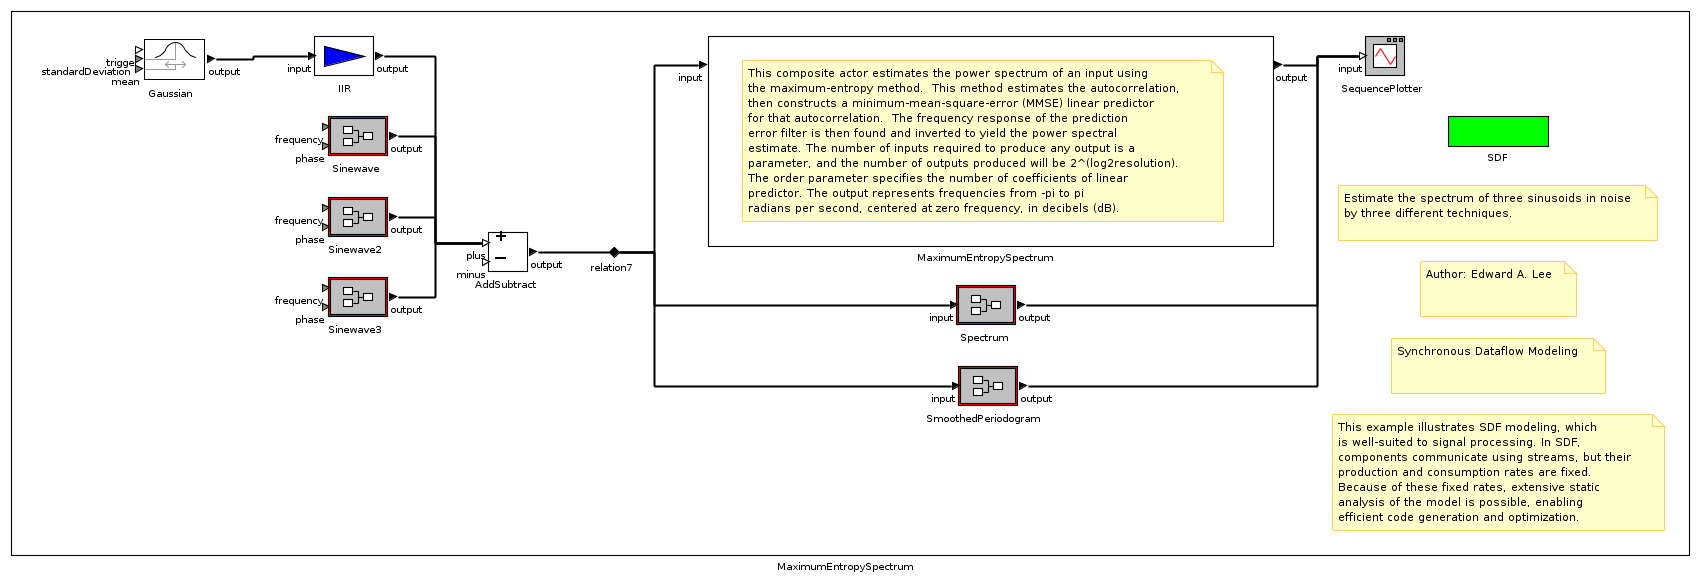 trigge
standardDeviation
mean
output
Gaussian
input
output
IIR
frequency
phase
output
Sinewave
frequency
phase
output
Sinewave2
frequency
phase
output
Sinewave3
+
plus
−
minus
output
AddSubtract
relation7
input
This composite actor estimates the power spectrum of an input using
the maximum-entropy method.  This method estimates the autocorrelation,
then constructs a minimum-mean-square-error (MMSE) linear predictor
for that autocorrelation.  The frequency response of the prediction
error filter is then found and inverted to yield the power spectral
estimate. The number of inputs required to produce any output is a
parameter, and the number of outputs produced will be 2^(log2resolution).
The order parameter specifies the number of coefficients of linear
predictor. The output represents frequencies from -pi to pi
radians per second, centered at zero frequency, in decibels (dB).
output
MaximumEntropySpectrum
input
output
Spectrum
input
output
SmoothedPeriodogram
input
SequencePlotter
SDF
Estimate the spectrum of three sinusoids in noise
by three different techniques.
Author: Edward A. Lee
Synchronous Dataflow Modeling
This example illustrates SDF modeling, which
is well-suited to signal processing. In SDF,
components communicate using streams, but their
production and consumption rates are fixed.
Because of these fixed rates, extensive static
analysis of the model is possible, enabling
efficient code generation and optimization.
MaximumEntropySpectrum